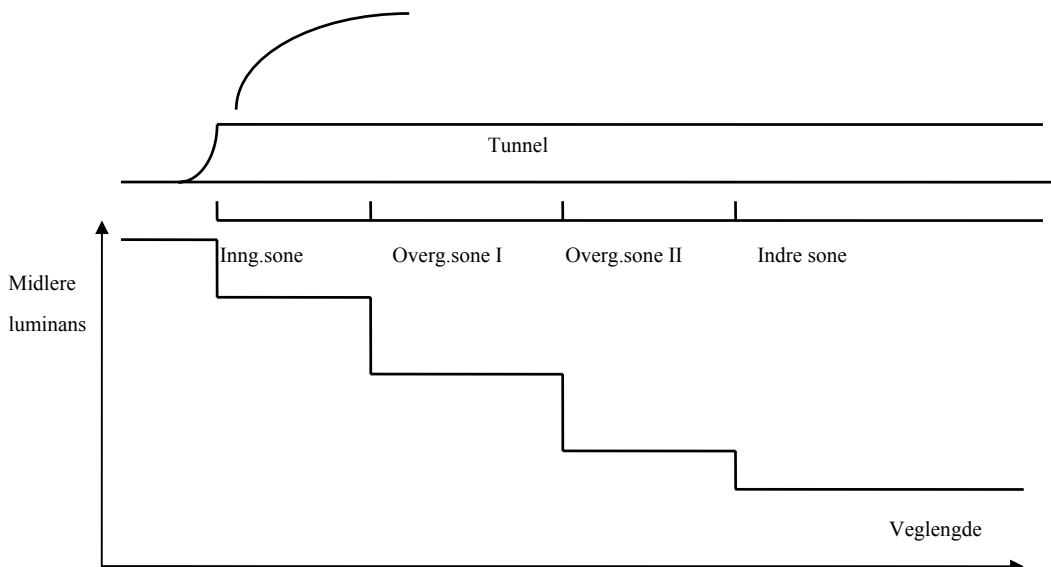 Tunnel
Inng.sone
Overg.sone I
Overg.sone II
Indre sone
Midlere
luminans
Veglengde